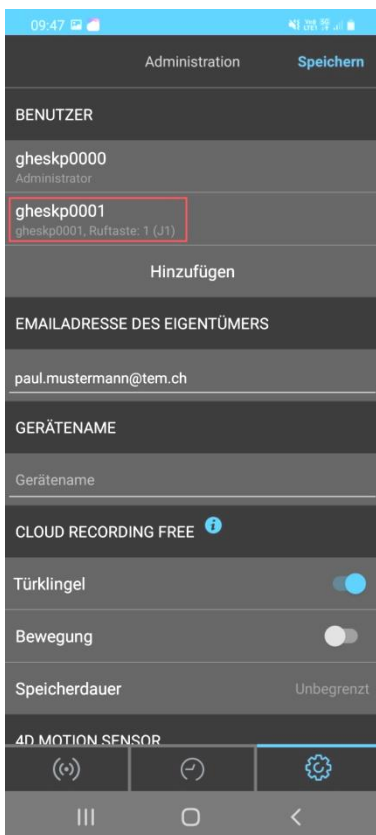 09:47
Administration Speichern
BENUTZER
gheskp0000
Administrator
gheskp0001
gheskp0001, Ruftaste: 1 (J1)
Hinzufügen
EMAILADRESSE DES EIGENTÜMERS
paul.mustermann@tem.ch
GERÄTENAME
Gerätename
CLOUD RECORDING FREE i
Türklingel
Bewegung
Speicherdauer Unbegrenzt
4D MOTION SENSOR